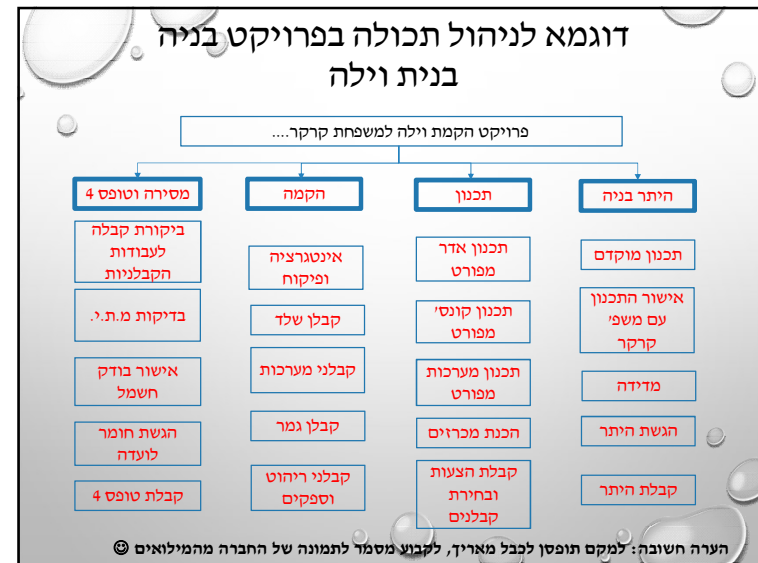 דוגמא לניהול תכולה בפרויקט בניה
בנית וילה
פרויקט הקמת וילה למשפחת קרקר....
היתר בניה
תכנון מוקדם
אישור התכנון
עם משפ'
קרקר
מדידה
הגשת היתר
קבלת היתר
תכנון
תכנון אדר
מפורט
תכנון קונס'
מפורט
תכנון מערכות
מפורט
הכנת מכרזים
קבלת הצעות
ובחירת
קבלנים
הקמה
אינטגרציה
ופיקוח
קבלן שלד
קבלני מערכות
קבלן גמר
קבלני ריהוט
וספקים
מסירה וטופס 4
ביקורת קבלה
לעבודות
הקבלניות
בדיקות מ.ת.י.
אישור בודק
חשמל
הגשת חומר
לועדה
קבלת טופס 4
הערה חשובה: למקם תופסן לכבל מאריך, לקבוע מסמר לתמונה של החברה מהמילואים ☺